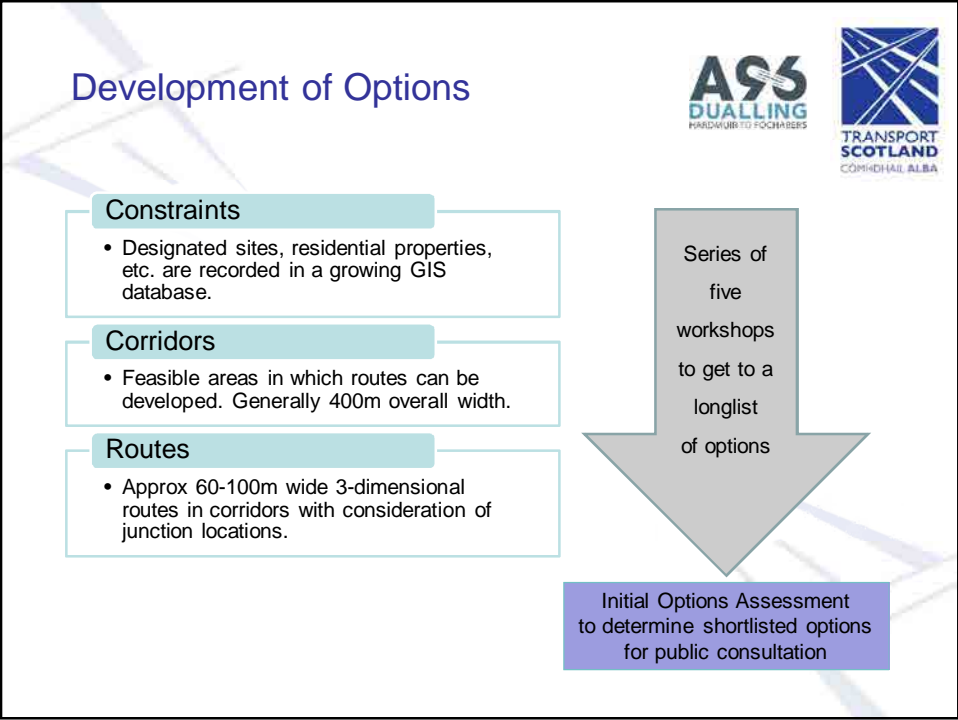 Development of Options
A96
DUALLING
HARDMUIR TO FOCHABERS
TRANSPORT
SCOTLAND
CÒMHDHAIL ALBA
Constraints
• Designated sites, residential properties,
etc. are recorded in a growing GIS
database.
Corridors
• Feasible areas in which routes can be
developed. Generally 400m overall width.
Routes
• Approx 60-100m wide 3-dimensional
routes in corridors with consideration of
junction locations.
Series of
five
workshops
to get to a
longlist
of options
Initial Options Assessment
to determine shortlisted options
for public consultation